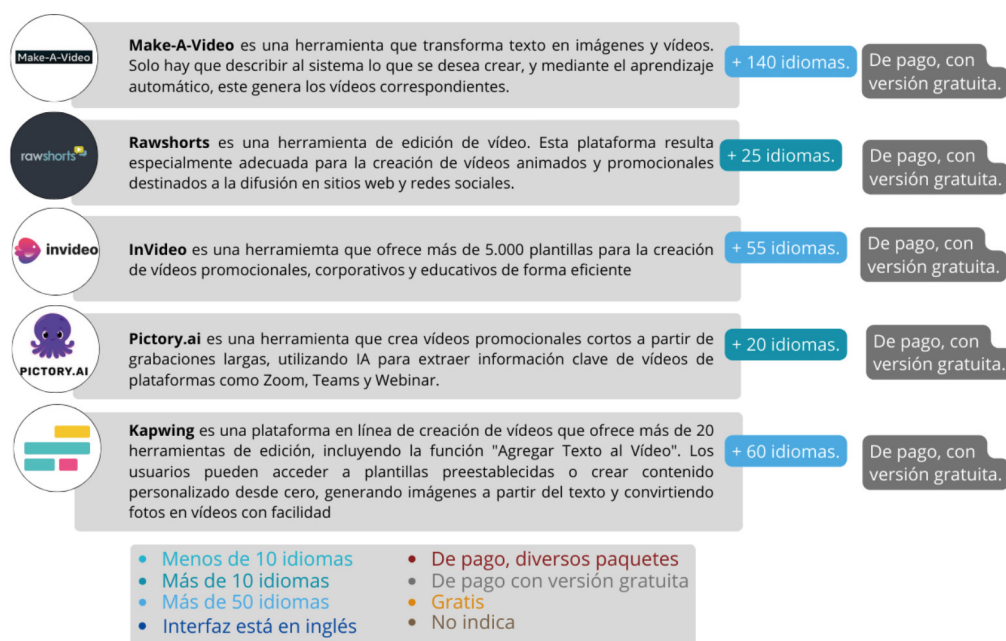 Make-A-Video
Make-A-Video es una herramienta que transforma texto en imágenes y vídeos.
Solo hay que describir al sistema lo que se desea crear, y mediante el aprendizaje
automático, este genera los vídeos correspondientes.
+ 140 idiomas.
De pago, con
versión gratuita.
rawshorts
Rawshorts es una herramienta de edición de vídeo. Esta plataforma resulta
especialmente adecuada para la creación de vídeos animados y promocionales
destinados a la difusión en sitios web y redes sociales.
+ 25 idiomas.
De pago, con
versión gratuita.
invideo
InVideo es una herramiemta que ofrece más de 5.000 plantillas para la creación
de vídeos promocionales, corporativos y educativos de forma eficiente
+ 55 idiomas.
De pago, con
versión gratuita.
PICTORY.AI
Pictory.ai es una herramienta que crea vídeos promocionales cortos a partir de
grabaciones largas, utilizando IA para extraer información clave de vídeos de
plataformas como Zoom, Teams y Webinar.
+ 20 idiomas.
De pago, con
versión gratuita.
Kapwing es una plataforma en línea de creación de vídeos que ofrece más de 20
herramientas de edición, incluyendo la función "Agregar Texto al Vídeo". Los
usuarios pueden acceder a plantillas preestablecidas o crear contenido
personalizado desde cero, generando imágenes a partir del texto y convirtiendo
fotos en vídeos con facilidad
+ 60 idiomas.
De pago, con
versión gratuita.
• Menos de 10 idiomas
• Más de 10 idiomas
• Más de 50 idiomas
• Interfaz está en inglés
• De pago, diversos paquetes
• De pago con versión gratuita
• Gratis
• No indica